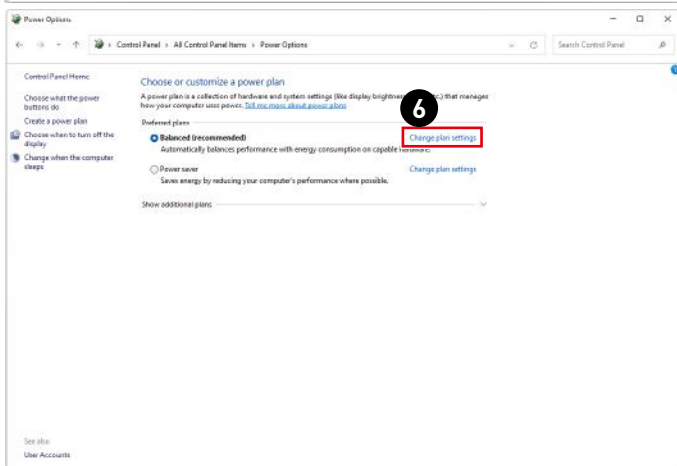 Power Options
Control Panel > All Control Panel Items > Power Options
Search Control Panel
Control Panel Home
Choose what the power
buttons do
Create a power plan
Choose when to turn off the
display
Change when the computer
sleeps
Choose or customize a power plan
A power plan is a collection of hardware and system settings (like display brightness etc.) that manages
how your computer uses power. Tell me more about power plans
6
Preferred plans
Balanced (recommended)
Change plan settings
Automatically balances performance with energy consumption on capable hardware.
Power saver
Change plan settings
Saves energy by reducing your computer's performance where possible.
Show additional plans
See also
User Accounts